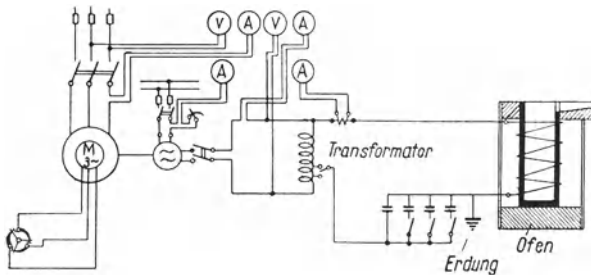 V A V A
A A
M
3~
Transformator
Erdung
Ofen